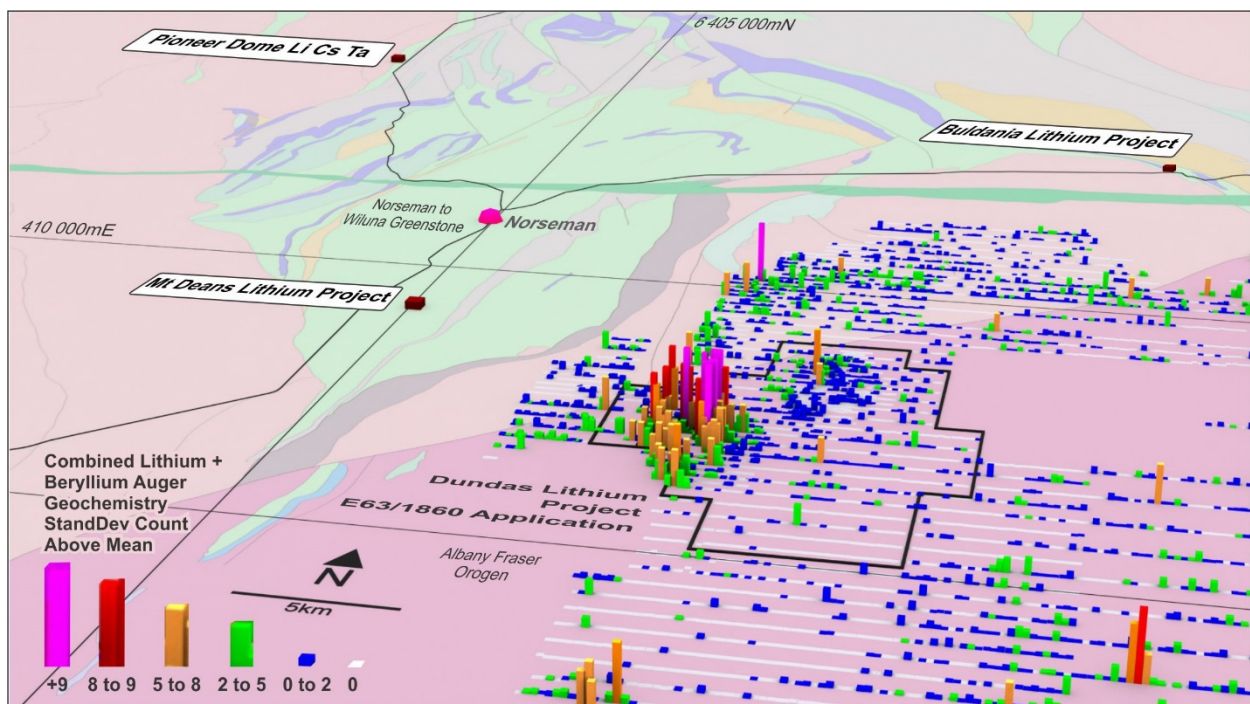 6 405 000mN
Pioneer Dome Li Cs Ta
Buldania Lithium Project
Norseman to
Wiluna Greenstone
Norseman
410 000mE
Mt Deans Lithium Project
Dundas Lithium
Project
E63/1860 Application
Combined Lithium +
Beryllium Auger
Geochemistry
StandDev Count
Above Mean
Albany Fraser
Orogen
N
5km
+9
8 to 9
5 to 8
2 to 5
0 to 2
0